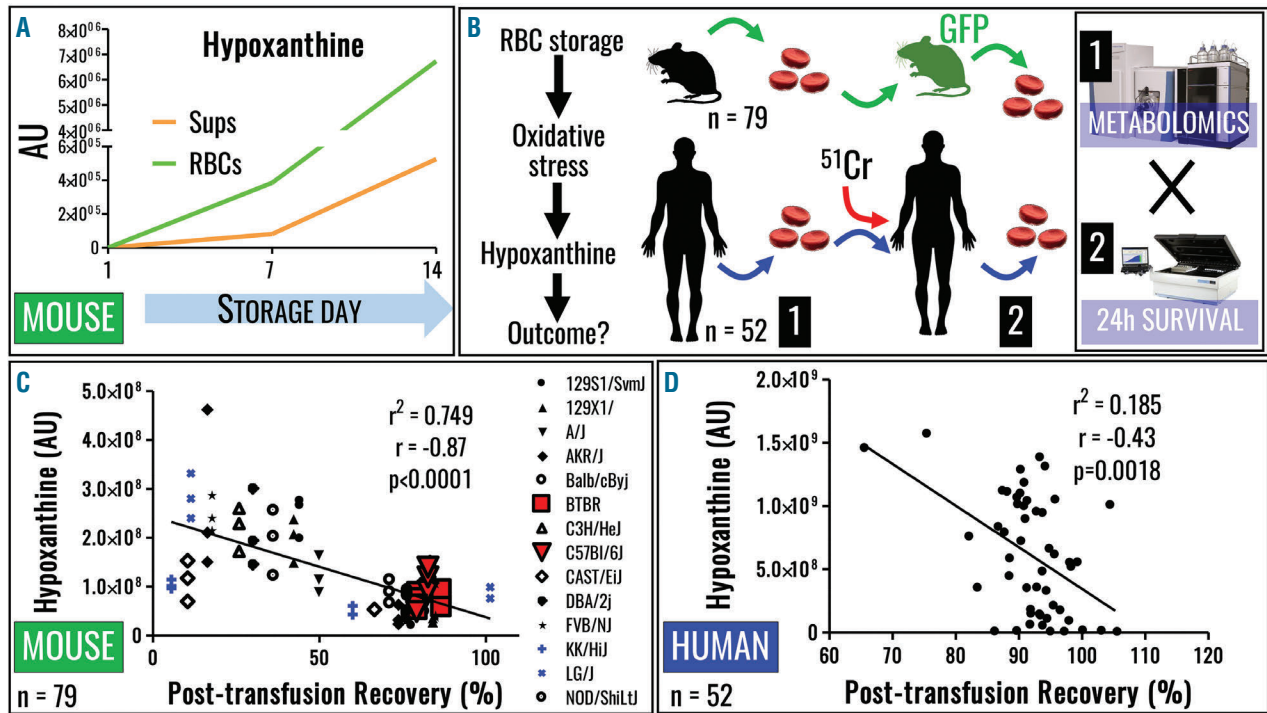 A
Hypoxanthine
AU
8×10⁰⁶
7×10⁰⁶
6×10⁰⁶
5×10⁰⁶
4×10⁰⁶
6×10⁰⁵
4×10⁰⁵
2×10⁰⁵
0
Sups
RBCs
1
7
14
MOUSE
STORAGE DAY
B
RBC storage
Oxidative
stress
Hypoxanthine
Outcome?
n = 79
GFP
⁵¹Cr
n = 52
1
2
1
METABOLOMICS
2
24h SURVIVAL
C
Hypoxanthine (AU)
5.0×10⁸
4.0×10⁸
3.0×10⁸
2.0×10⁸
1.0×10⁸
0
r² = 0.749
r = -0.87
p<0.0001
0
50
100
Post-transfusion Recovery (%)
MOUSE
n = 79
129S1/SvmJ
129X1/
A/J
AKR/J
Balb/cByj
BTBR
C3H/HeJ
C57Bl/6J
CAST/EiJ
DBA/2j
FVB/NJ
KK/HiJ
LG/J
NOD/ShiLtJ
D
Hypoxanthine (AU)
2.0×10⁹
1.5×10⁹
1.0×10⁹
5.0×10⁸
0.0
r² = 0.185
r = -0.43
p=0.0018
60
70
80
90
100
110
120
Post-transfusion Recovery (%)
HUMAN
n = 52